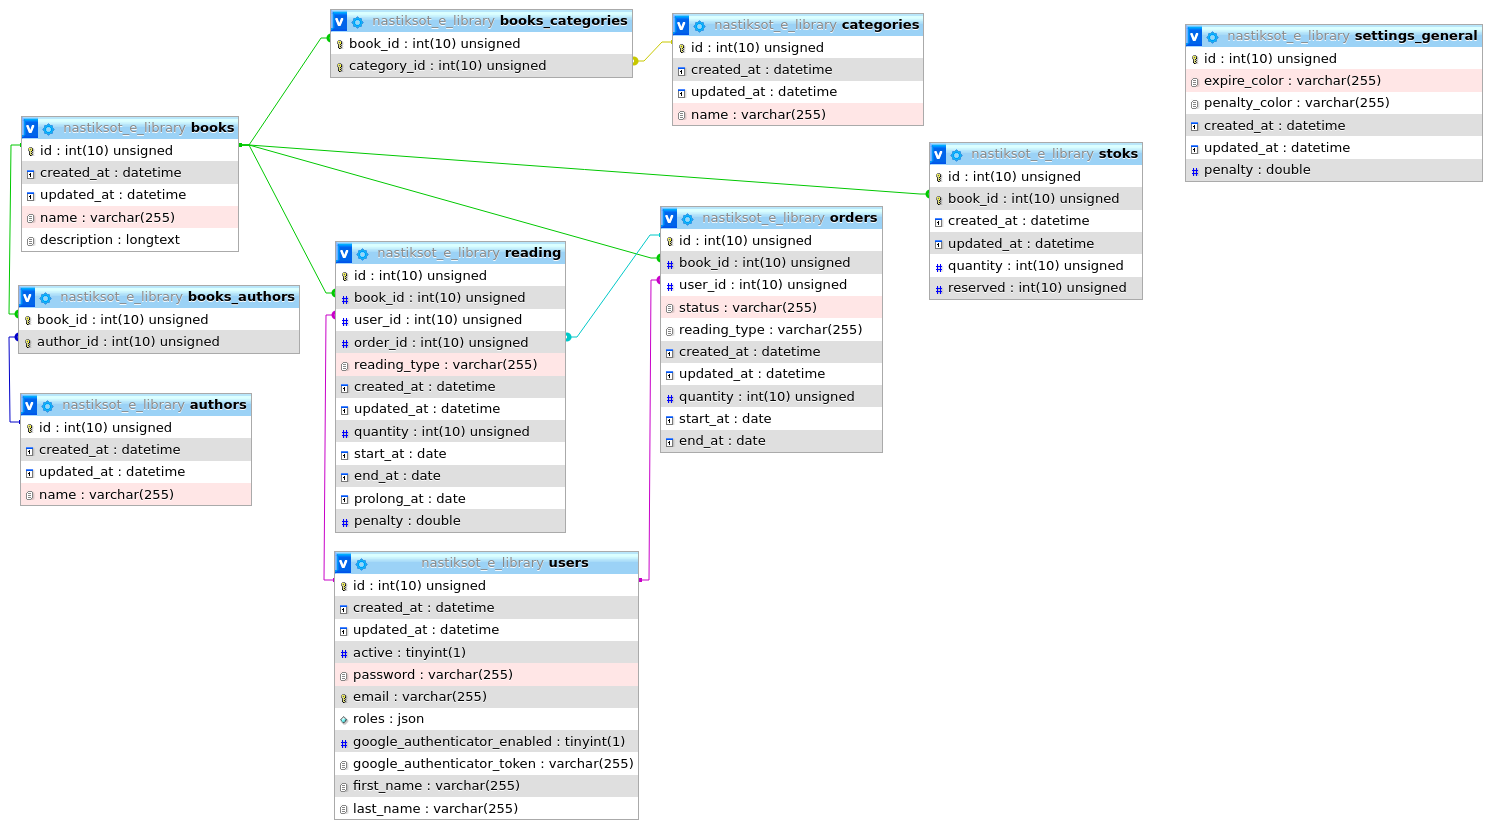 v nastiksot_e_library books_categories
book_id : int(10) unsigned
category_id : int(10) unsigned
v nastiksot_e_library categories
id : int(10) unsigned
created_at : datetime
updated_at : datetime
name : varchar(255)
v nastiksot_e_library settings_general
id : int(10) unsigned
expire_color : varchar(255)
penalty_color : varchar(255)
created_at : datetime
updated_at : datetime
penalty : double
v nastiksot_e_library books
id : int(10) unsigned
created_at : datetime
updated_at : datetime
name : varchar(255)
description : longtext
v nastiksot_e_library stoks
id : int(10) unsigned
book_id : int(10) unsigned
created_at : datetime
updated_at : datetime
quantity : int(10) unsigned
reserved : int(10) unsigned
v nastiksot_e_library orders
id : int(10) unsigned
book_id : int(10) unsigned
user_id : int(10) unsigned
status : varchar(255)
reading_type : varchar(255)
created_at : datetime
updated_at : datetime
quantity : int(10) unsigned
start_at : date
end_at : date
v nastiksot_e_library reading
id : int(10) unsigned
book_id : int(10) unsigned
user_id : int(10) unsigned
order_id : int(10) unsigned
reading_type : varchar(255)
created_at : datetime
updated_at : datetime
quantity : int(10) unsigned
start_at : date
end_at : date
prolong_at : date
penalty : double
v nastiksot_e_library books_authors
book_id : int(10) unsigned
author_id : int(10) unsigned
v nastiksot_e_library authors
id : int(10) unsigned
created_at : datetime
updated_at : datetime
name : varchar(255)
v nastiksot_e_library users
id : int(10) unsigned
created_at : datetime
updated_at : datetime
active : tinyint(1)
password : varchar(255)
email : varchar(255)
roles : json
google_authenticator_enabled : tinyint(1)
google_authenticator_token : varchar(255)
first_name : varchar(255)
last_name : varchar(255)